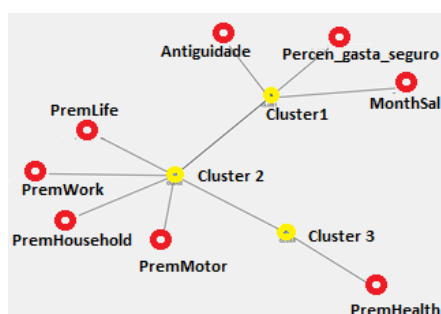 Antiguidade
Percen_gasta_seguro
MonthSal
Cluster1
PremLife
PremWork
Cluster 2
PremHousehold
PremMotor
Cluster 3
PremHealth